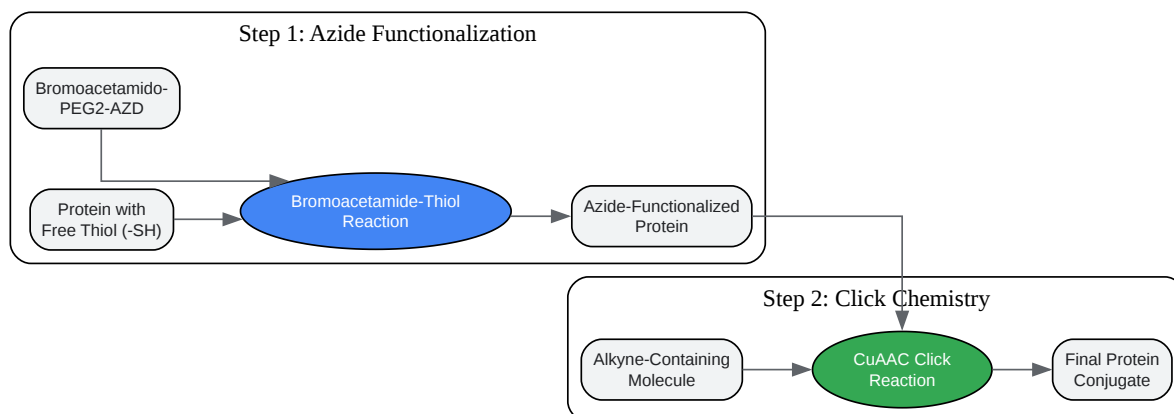 Step 1: Azide Functionalization
Bromoacetamido-
PEG2-AZD
Protein with
Free Thiol (-SH)
Bromoacetamide-Thiol
Reaction
Azide-Functionalized
Protein
Step 2: Click Chemistry
Alkyne-Containing
Molecule
CuAAC Click
Reaction
Final Protein
Conjugate